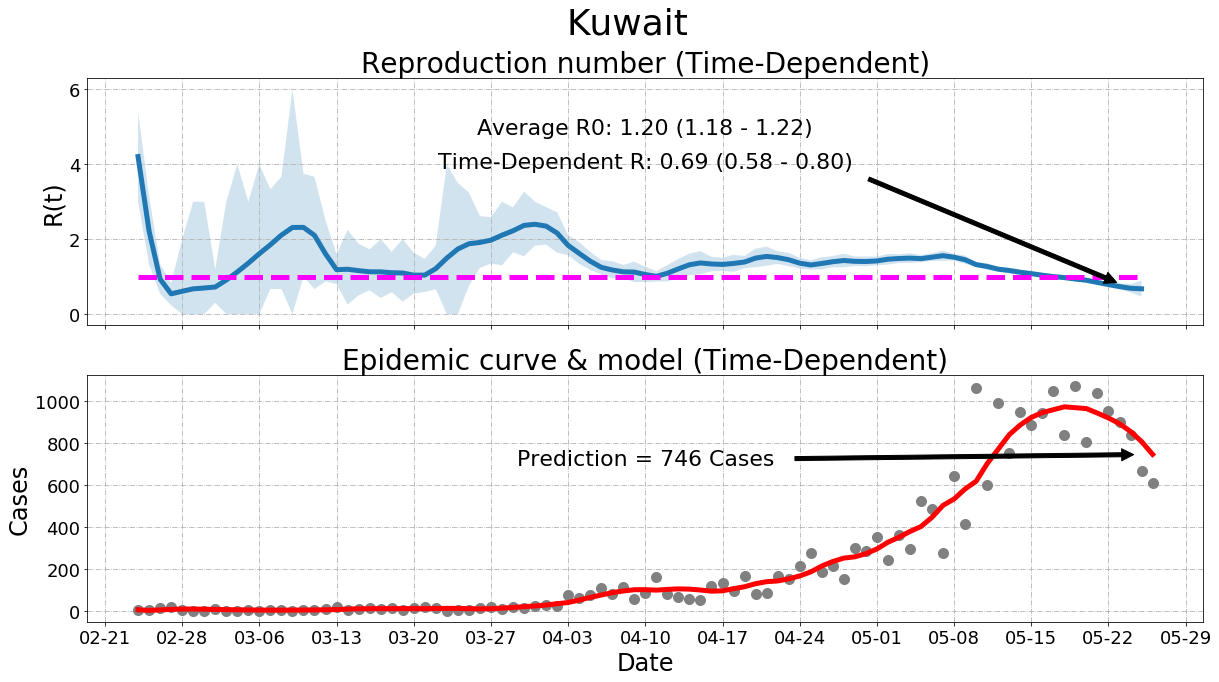 Kuwait
Reproduction number (Time-Dependent)
6
4
2
0
R(t)
Average R0: 1.20 (1.18 - 1.22)
Time-Dependent R: 0.69 (0.58 - 0.80)
Epidemic curve & model (Time-Dependent)
1000
800
600
400
200
0
Cases
Prediction = 746 Cases
02-21 02-28 03-06 03-13 03-20 03-27 04-03 04-10 04-17 04-24 05-01 05-08 05-15 05-22 05-29
Date